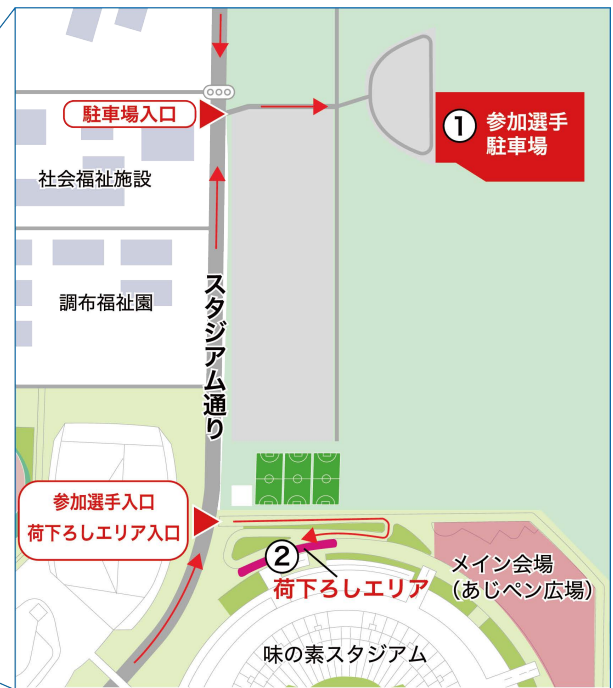 駐車場入口
① 参加選手
駐車場
社会福祉施設
調布福祉園
スタジアム通り
参加選手入口
荷下ろしエリア入口
②
荷下ろしエリア
メイン会場
（あじペン広場）
味の素スタジアム